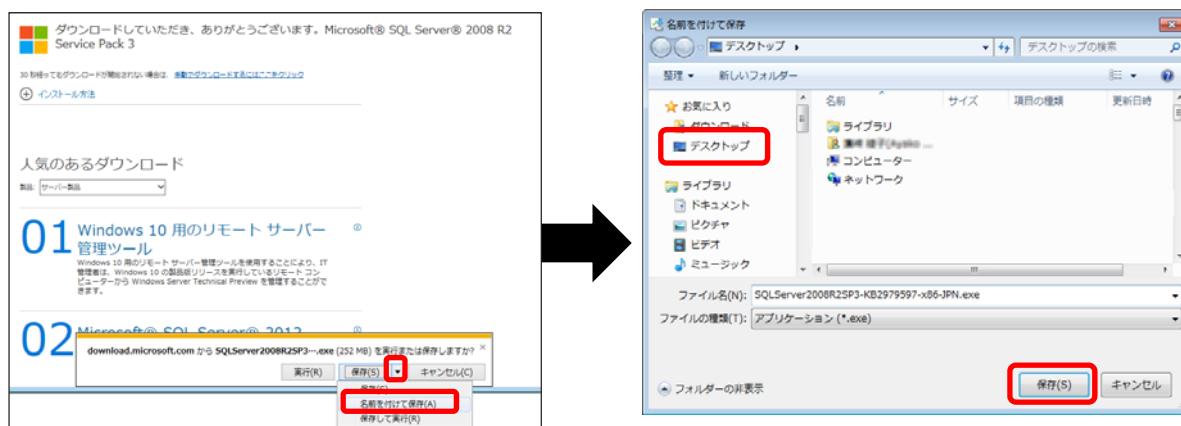 ダウンロードしていただき、ありがとうございます。Microsoft® SQL Server® 2008 R2
Service Pack 3
30 秒経ってもダウンロードが開始されない場合は、手動でダウンロードするにはここをクリック
インストール方法
人気のあるダウンロード
製品: サーバー製品
01
Windows 10 用のリモート サーバー
管理ツール
Windows 10 用のリモート サーバー管理ツールを使用することにより、IT
管理者は、Windows 10 の製品版リリースを実行しているリモート コン
ピューターから Windows Server Technical Preview を管理することがで
きます。
02
Microsoft® SQL Server® 2012
download.microsoft.com から SQLServer2008R2SP3-....exe (252 MB) を実行または保存しますか?
実行(R)
保存(S)
キャンセル(C)
保存(S)
名前を付けて保存(A)
保存して実行(R)
名前を付けて保存
デスクトップ
デスクトップの検索
整理
新しいフォルダー
お気に入り
ダウンロード
デスクトップ
ライブラリ
ドキュメント
ピクチャ
ビデオ
ミュージック
名前
サイズ
項目の種類
更新日時
ライブラリ
コンピューター
ネットワーク
ファイル名(N): SQLServer2008R2SP3-KB2979597-x86-JPN.exe
ファイルの種類(T): アプリケーション (*.exe)
フォルダーの非表示
保存(S)
キャンセル